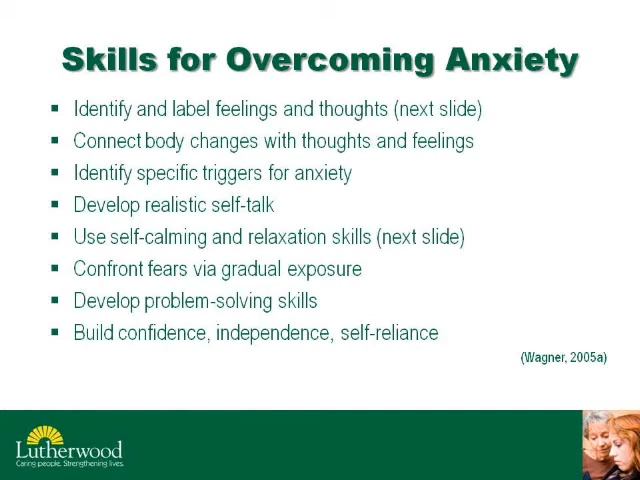 Skills for Overcoming Anxiety
▪ Identify and label feelings and thoughts (next slide)
▪ Connect body changes with thoughts and feelings
▪ Identify specific triggers for anxiety
▪ Develop realistic self-talk
▪ Use self-calming and relaxation skills (next slide)
▪ Confront fears via gradual exposure
▪ Develop problem-solving skills
▪ Build confidence, independence, self-reliance
(Wagner, 2005a)
Lutherwood
Caring people. Strengthening lives.